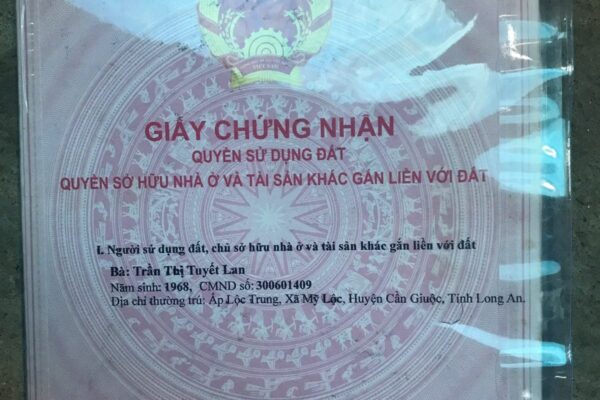 VIỆT NAM
GIẤY CHỨNG NHẬN
QUYỀN SỬ DỤNG ĐẤT
QUYỀN SỞ HỮU NHÀ Ở VÀ TÀI SẢN KHÁC GẮN LIỀN VỚI ĐẤT
I. Người sử dụng đất, chủ sở hữu nhà ở và tài sản khác gắn liền với đất
Bà: Trần Thị Tuyết Lan
Năm sinh: 1968, CMND số: 300601409
Địa chỉ thường trú: Ấp Lộc Trung, Xã Mỹ Lộc, Huyện Cần Giuộc, Tỉnh Long An.